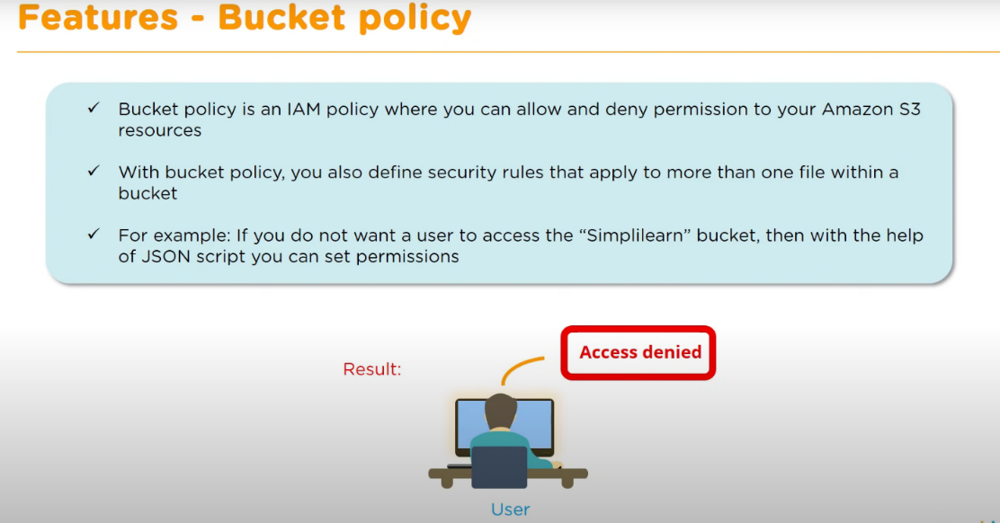 Features - Bucket policy
✓ Bucket policy is an IAM policy where you can allow and deny permission to your Amazon S3
resources
✓ With bucket policy, you also define security rules that apply to more than one file within a
bucket
✓ For example: If you do not want a user to access the “Simplilearn” bucket, then with the help
of JSON script you can set permissions
Access denied
Result:
User